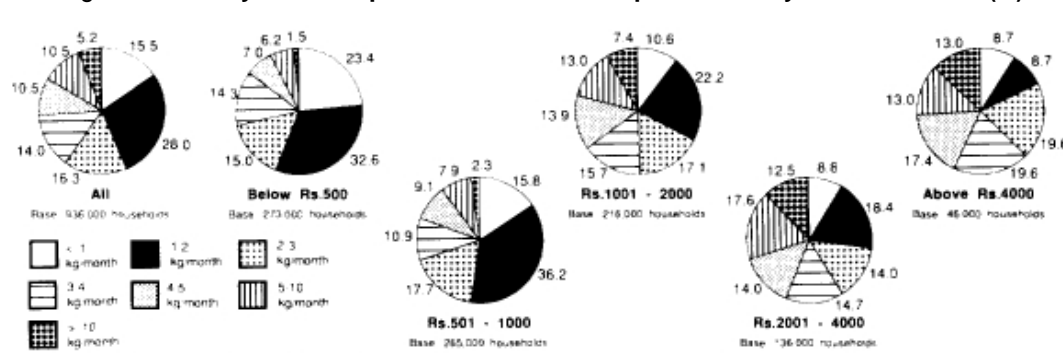 5.2
15.5
28.0
16.3
14.0
10.5
10.5
All
Base 936 000 households
6.2 1.5
7.0
23.4
32.6
15.0
14.3
Below Rs.500
Base 273 000 households
7.9 2.3
9.1
15.8
36.2
17.7
10.9
Rs.501 - 1000
Base 265,000 households
7.4 10.6
13.0
22.2
17.1
15.7
13.9
Rs.1001 - 2000
Base 216 000 households
12.5 8.8
17.6
18.4
14.0
14.7
14.0
Rs.2001 - 4000
Base 136 000 households
13.0 8.7
8.7
19.6
19.6
17.4
13.0
Above Rs.4000
Base 46 000 households
< 1
kg/month
1 2
kg/month
2 3
kg/month
3 4
kg/month
4 5
kg/month
5 10
kg/month
> 10
kg/month